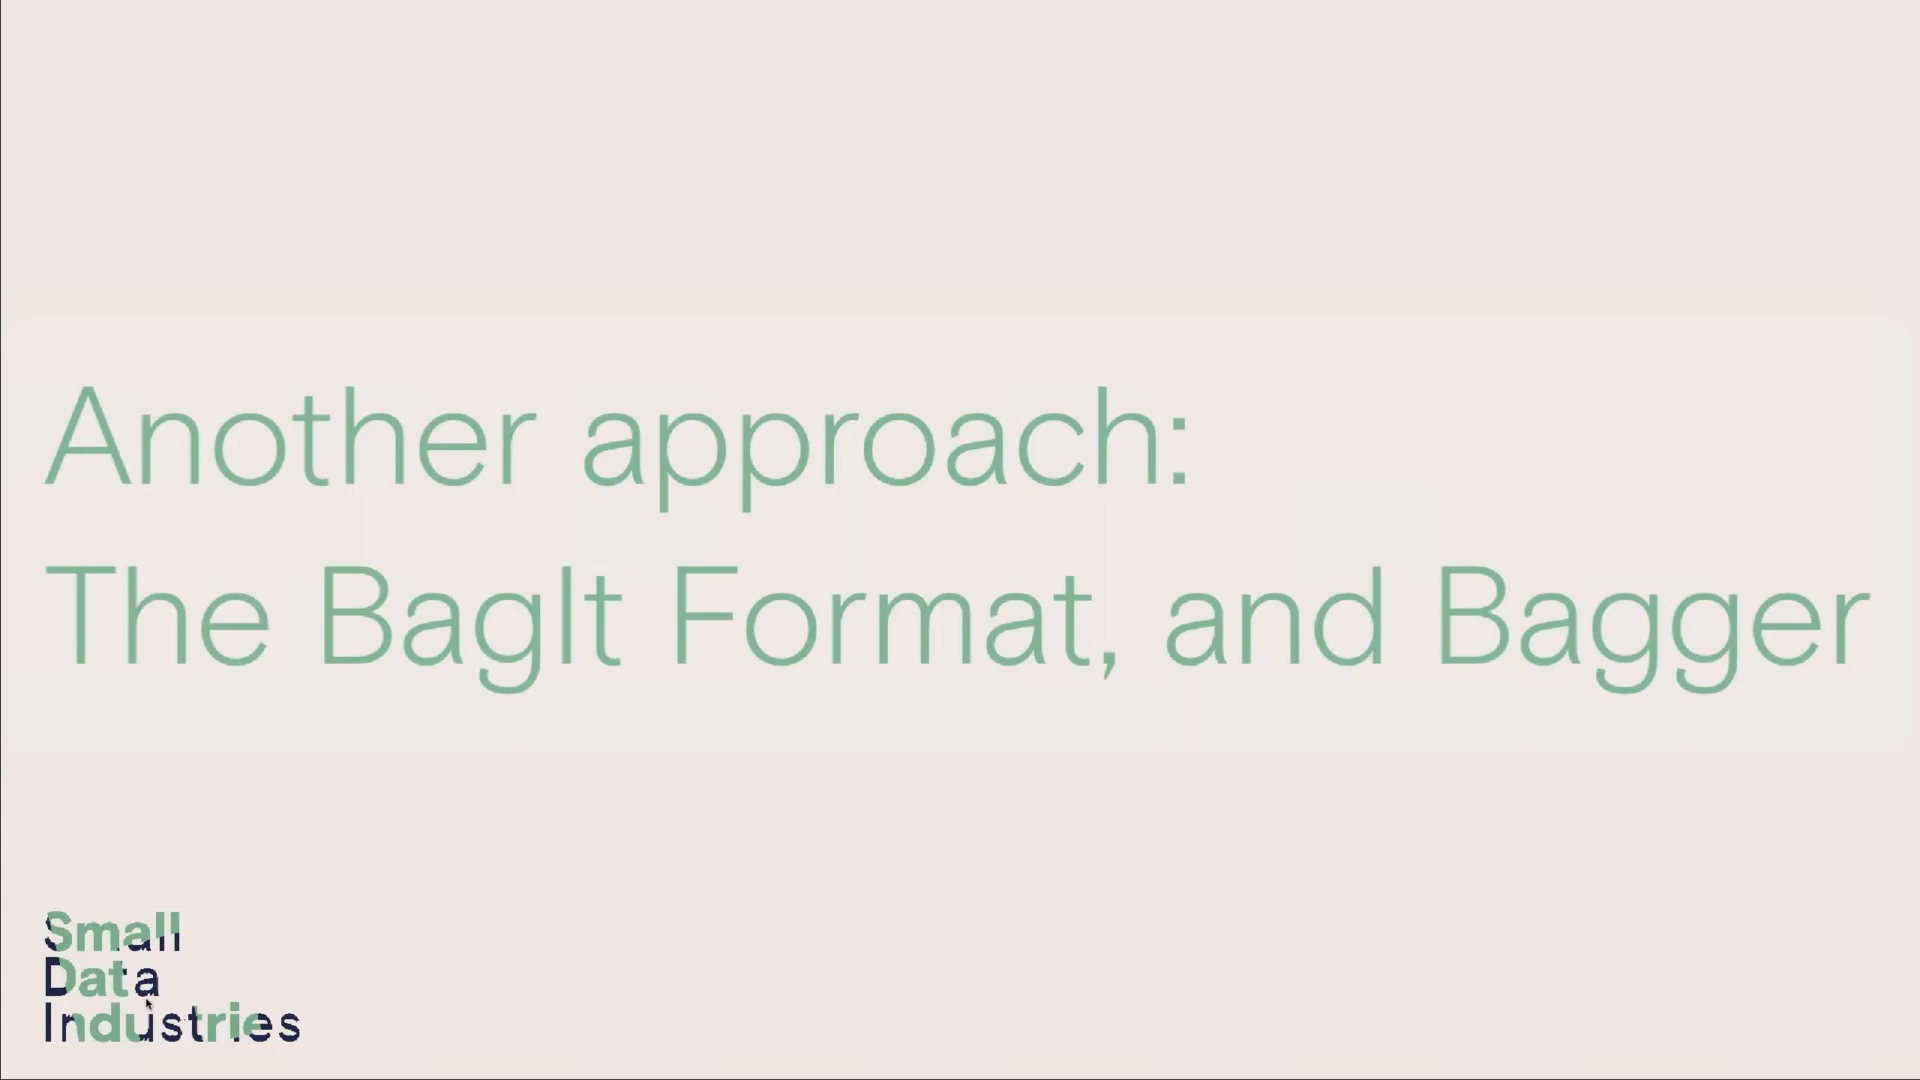 Another approach:
The BagIt Format, and Bagger
Small
Data
Industries